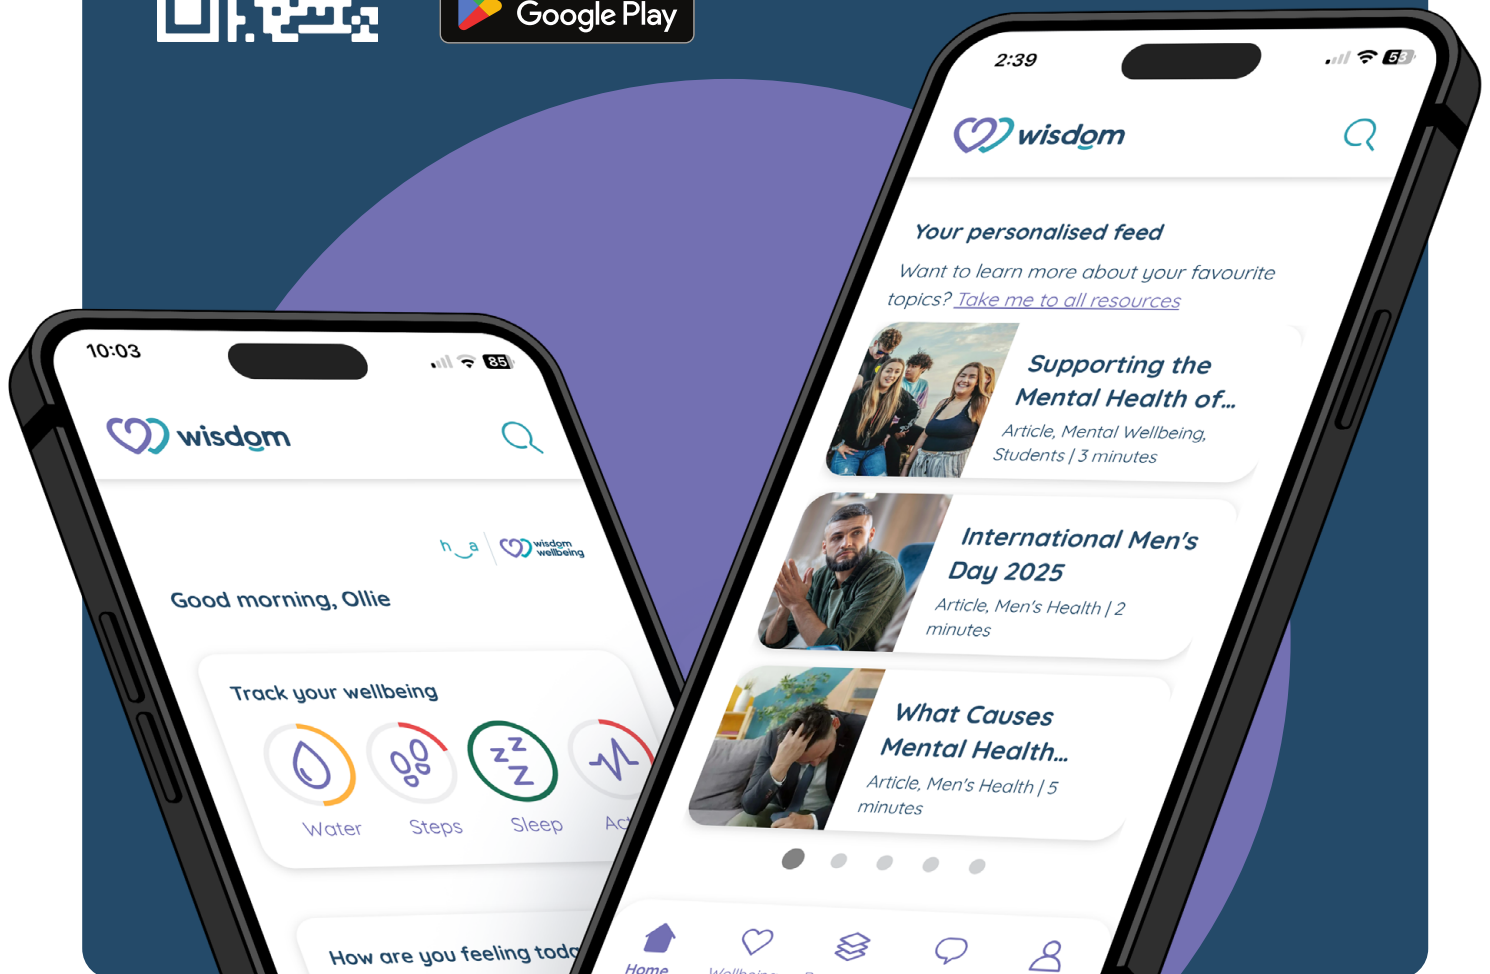 Google Play
2:39
53
wisdom
Your personalised feed
Want to learn more about your favourite
topics? Take me to all resources
Supporting the
Mental Health of...
Article, Mental Wellbeing,
Students | 3 minutes
International Men's
Day 2025
Article, Men's Health | 2
minutes
What Causes
Mental Health...
Article, Men's Health | 5
minutes
Home
10:03
85
wisdom
h a
wisdom
wellbeing
Good morning, Ollie
Track your wellbeing
Water
Steps
Sleep
How are you feeling